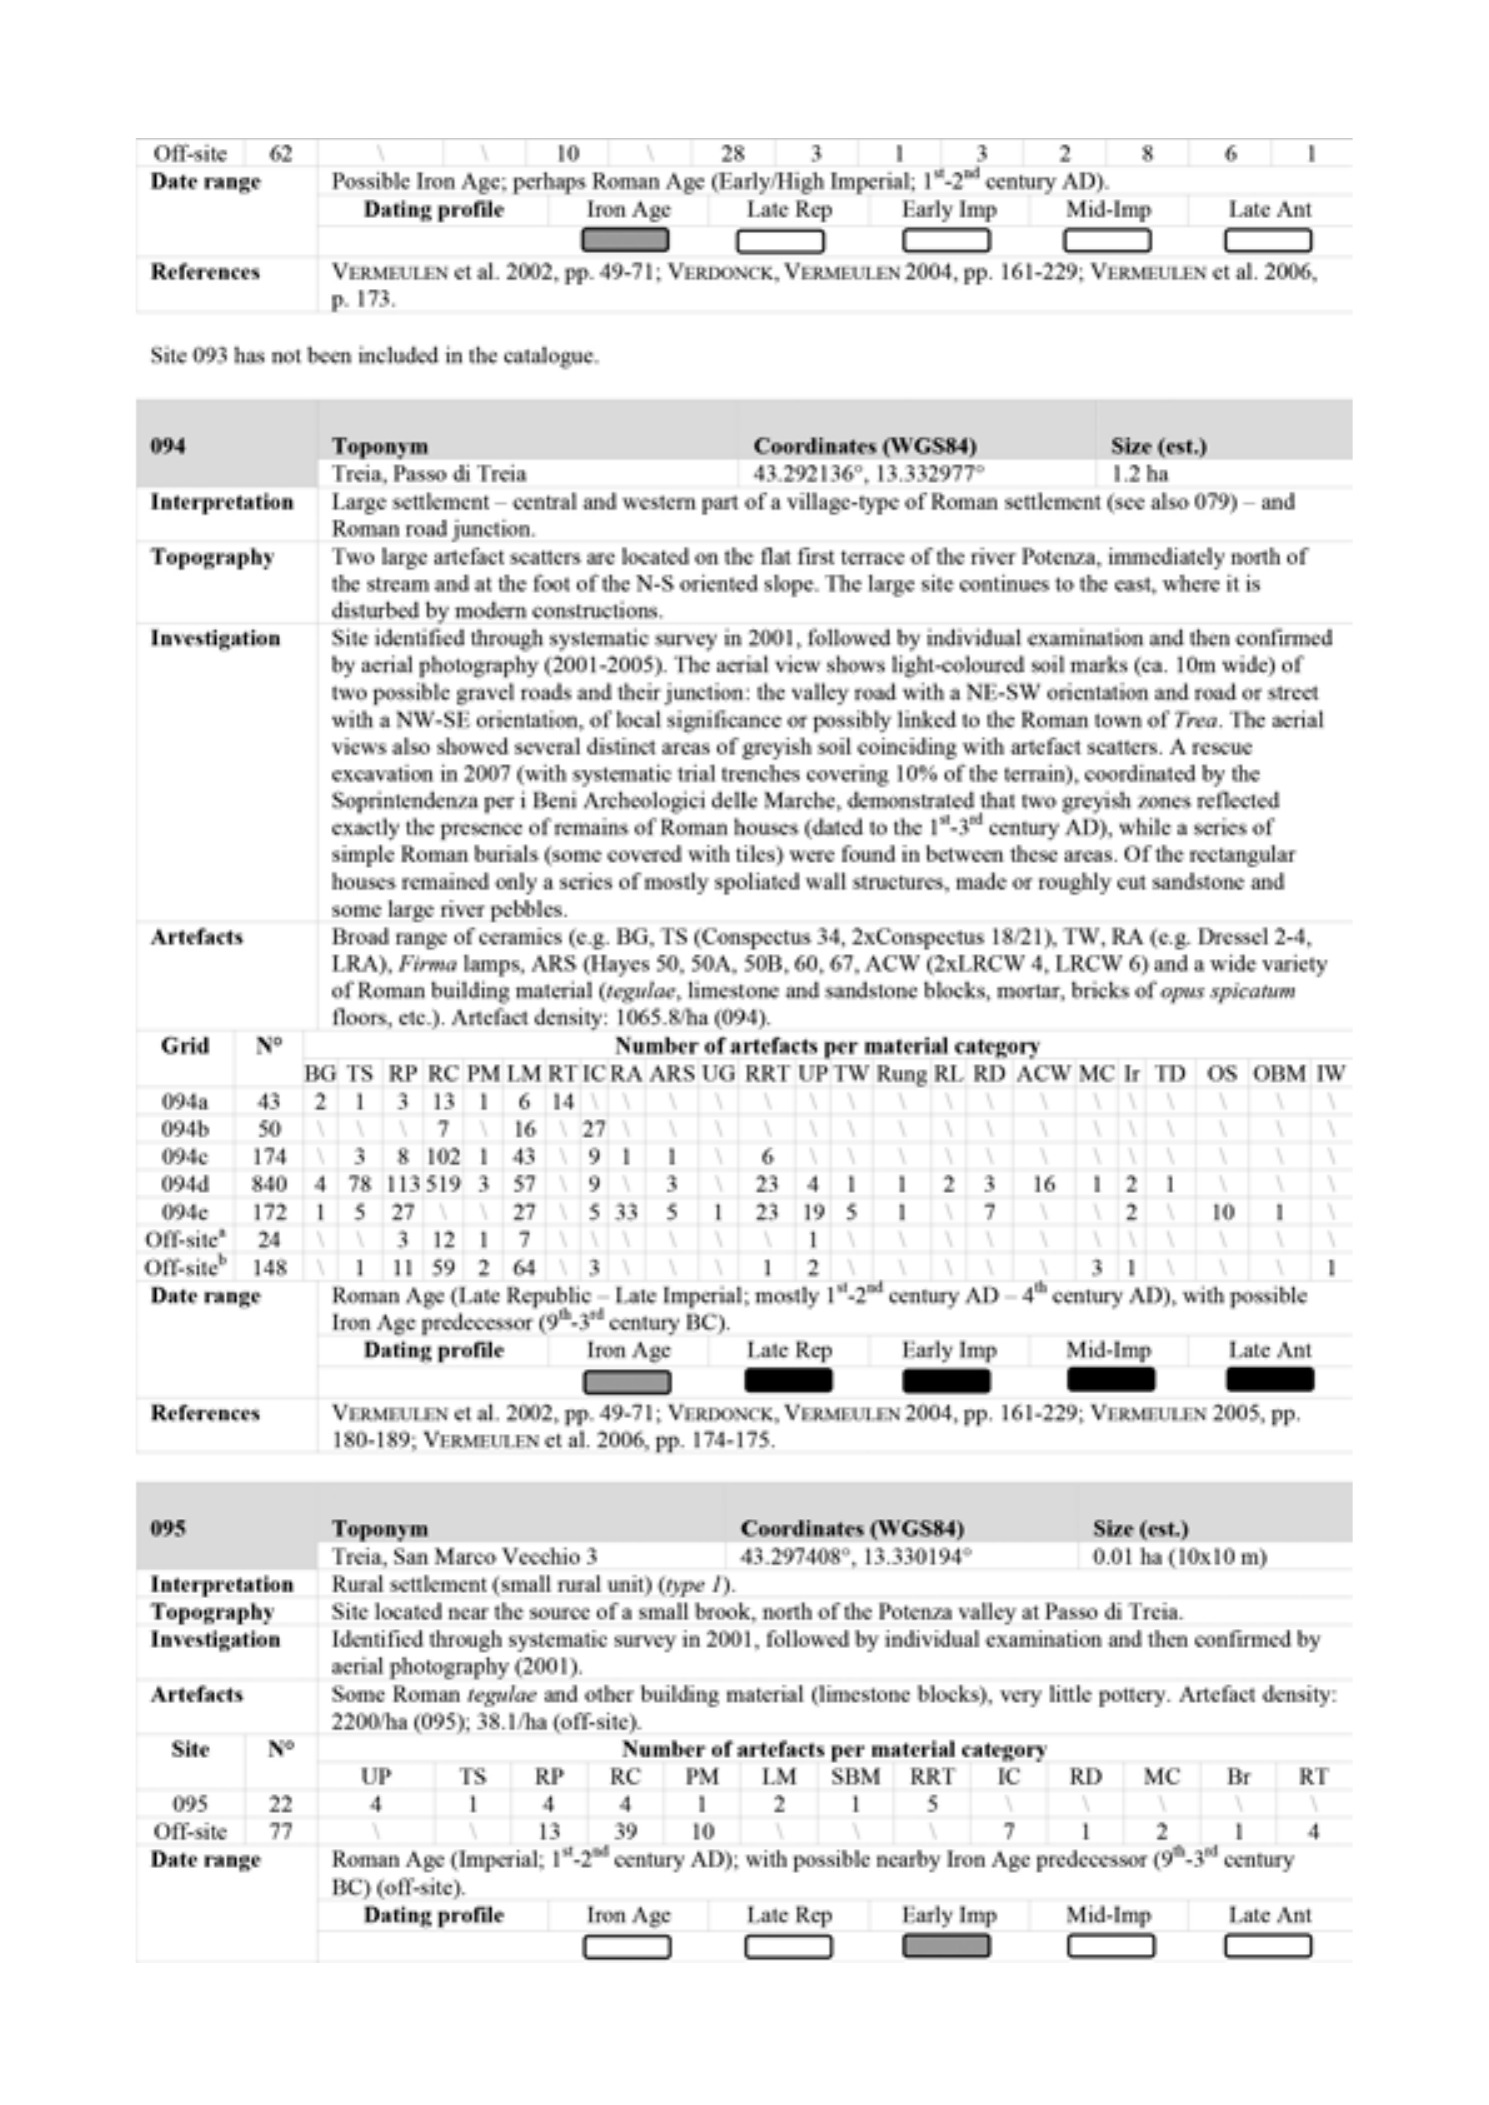 Off-site 62 \ \ 10 \ 28 3 1 3 2 8 6 1
Date range Possible Iron Age; perhaps Roman Age (Early/High Imperial; 1st-2nd century AD).
Dating profile Iron Age Late Rep Early Imp Mid-Imp Late Ant
References VERMEULEN et al. 2002, pp. 49-71; VERDONCK, VERMEULEN 2004, pp. 161-229; VERMEULEN et al. 2006,
p. 173.
Site 093 has not been included in the catalogue.
094 Toponym Coordinates (WGS84) Size (est.)
Treia, Passo di Treia 43.292136°, 13.332977° 1.2 ha
Interpretation Large settlement – central and western part of a village-type of Roman settlement (see also 079) – and
Roman road junction.
Topography Two large artefact scatters are located on the flat first terrace of the river Potenza, immediately north of
the stream and at the foot of the N-S oriented slope. The large site continues to the east, where it is
disturbed by modern constructions.
Investigation Site identified through systematic survey in 2001, followed by individual examination and then confirmed
by aerial photography (2001-2005). The aerial view shows light-coloured soil marks (ca. 10m wide) of
two possible gravel roads and their junction: the valley road with a NE-SW orientation and road or street
with a NW-SE orientation, of local significance or possibly linked to the Roman town of Trea. The aerial
views also showed several distinct areas of greyish soil coinciding with artefact scatters. A rescue
excavation in 2007 (with systematic trial trenches covering 10% of the terrain), coordinated by the
Soprintendenza per i Beni Archeologici delle Marche, demonstrated that two greyish zones reflected
exactly the presence of remains of Roman houses (dated to the 1st-3rd century AD), while a series of
simple Roman burials (some covered with tiles) were found in between these areas. Of the rectangular
houses remained only a series of mostly spoliated wall structures, made or roughly cut sandstone and
some large river pebbles.
Artefacts Broad range of ceramics (e.g. BG, TS (Conspectus 34, 2xConspectus 18/21), TW, RA (e.g. Dressel 2-4,
LRA), Firma lamps, ARS (Hayes 50, 50A, 50B, 60, 67, ACW (2xLRCW 4, LRCW 6) and a wide variety
of Roman building material (tegulae, limestone and sandstone blocks, mortar, bricks of opus spicatum
floors, etc.). Artefact density: 1065.8/ha (094).
Grid N° Number of artefacts per material category
BG TS RP RC PM LM RT IC RA ARS UG RRT UP TW Rung RL RD ACW MC Ir TD OS OBM IW
094a 43 2 1 3 13 1 6 14 \ \ \ \ \ \ \ \ \ \ \ \ \ \ \ \ \
094b 50 \ \ \ 7 \ 16 \ 27 \ \ \ \ \ \ \ \ \ \ \ \ \ \ \ \
094c 174 \ 3 8 102 1 43 \ 9 1 1 \ 6 \ \ \ \ \ \ \ \ \ \ \ \
094d 840 4 78 113 519 3 57 \ 9 \ 3 \ 23 4 1 1 2 3 16 1 2 1 \ \ \
094e 172 1 5 27 \ \ 27 \ 5 33 5 1 23 19 5 1 \ 7 \ \ 2 \ 10 1 \
Off-site^a 24 \ \ 3 12 1 7 \ \ \ \ \ \ 1 \ \ \ \ \ \ \ \ \ \ \
Off-site^b 148 \ 1 11 59 2 64 \ 3 \ \ \ 1 2 \ \ \ \ \ 3 1 \ \ \ 1
Date range Roman Age (Late Republic – Late Imperial; mostly 1st-2nd century AD – 4th century AD), with possible
Iron Age predecessor (9th-3rd century BC).
Dating profile Iron Age Late Rep Early Imp Mid-Imp Late Ant
References VERMEULEN et al. 2002, pp. 49-71; VERDONCK, VERMEULEN 2004, pp. 161-229; VERMEULEN 2005, pp.
180-189; VERMEULEN et al. 2006, pp. 174-175.
095 Toponym Coordinates (WGS84) Size (est.)
Treia, San Marco Vecchio 3 43.297408°, 13.330194° 0.01 ha (10x10 m)
Interpretation Rural settlement (small rural unit) (type 1).
Topography Site located near the source of a small brook, north of the Potenza valley at Passo di Treia.
Investigation Identified through systematic survey in 2001, followed by individual examination and then confirmed by
aerial photography (2001).
Artefacts Some Roman tegulae and other building material (limestone blocks), very little pottery. Artefact density:
2200/ha (095); 38.1/ha (off-site).
Site N° Number of artefacts per material category
UP TS RP RC PM LM SBM RRT IC RD MC Br RT
095 22 4 1 4 4 1 2 1 5 \ \ \ \ \
Off-site 77 \ \ 13 39 10 \ \ \ 7 1 2 1 4
Date range Roman Age (Imperial; 1st-2nd century AD); with possible nearby Iron Age predecessor (9th-3rd century
BC) (off-site).
Dating profile Iron Age Late Rep Early Imp Mid-Imp Late Ant